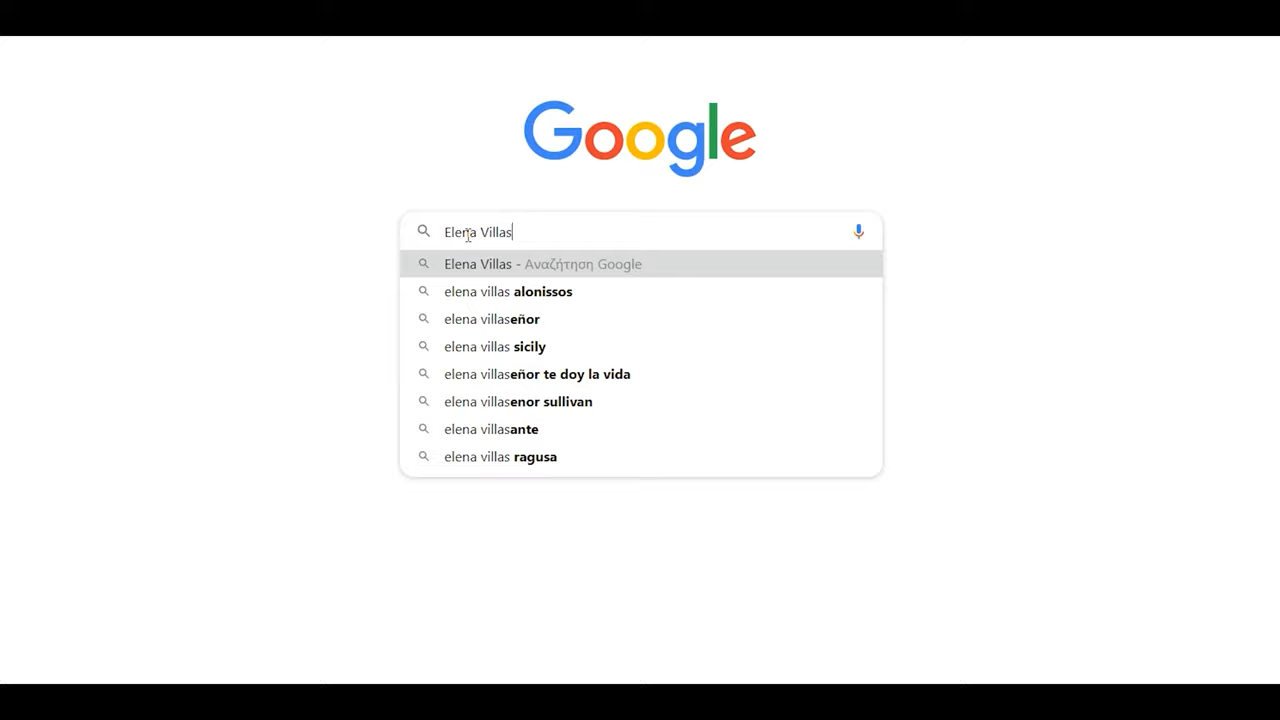 Google
Elena Villas
Elena Villas - Αναζήτηση Google
elena villas alonissos
elena villaseñor
elena villas sicily
elena villaseñor te doy la vida
elena villasenor sullivan
elena villasante
elena villas ragusa